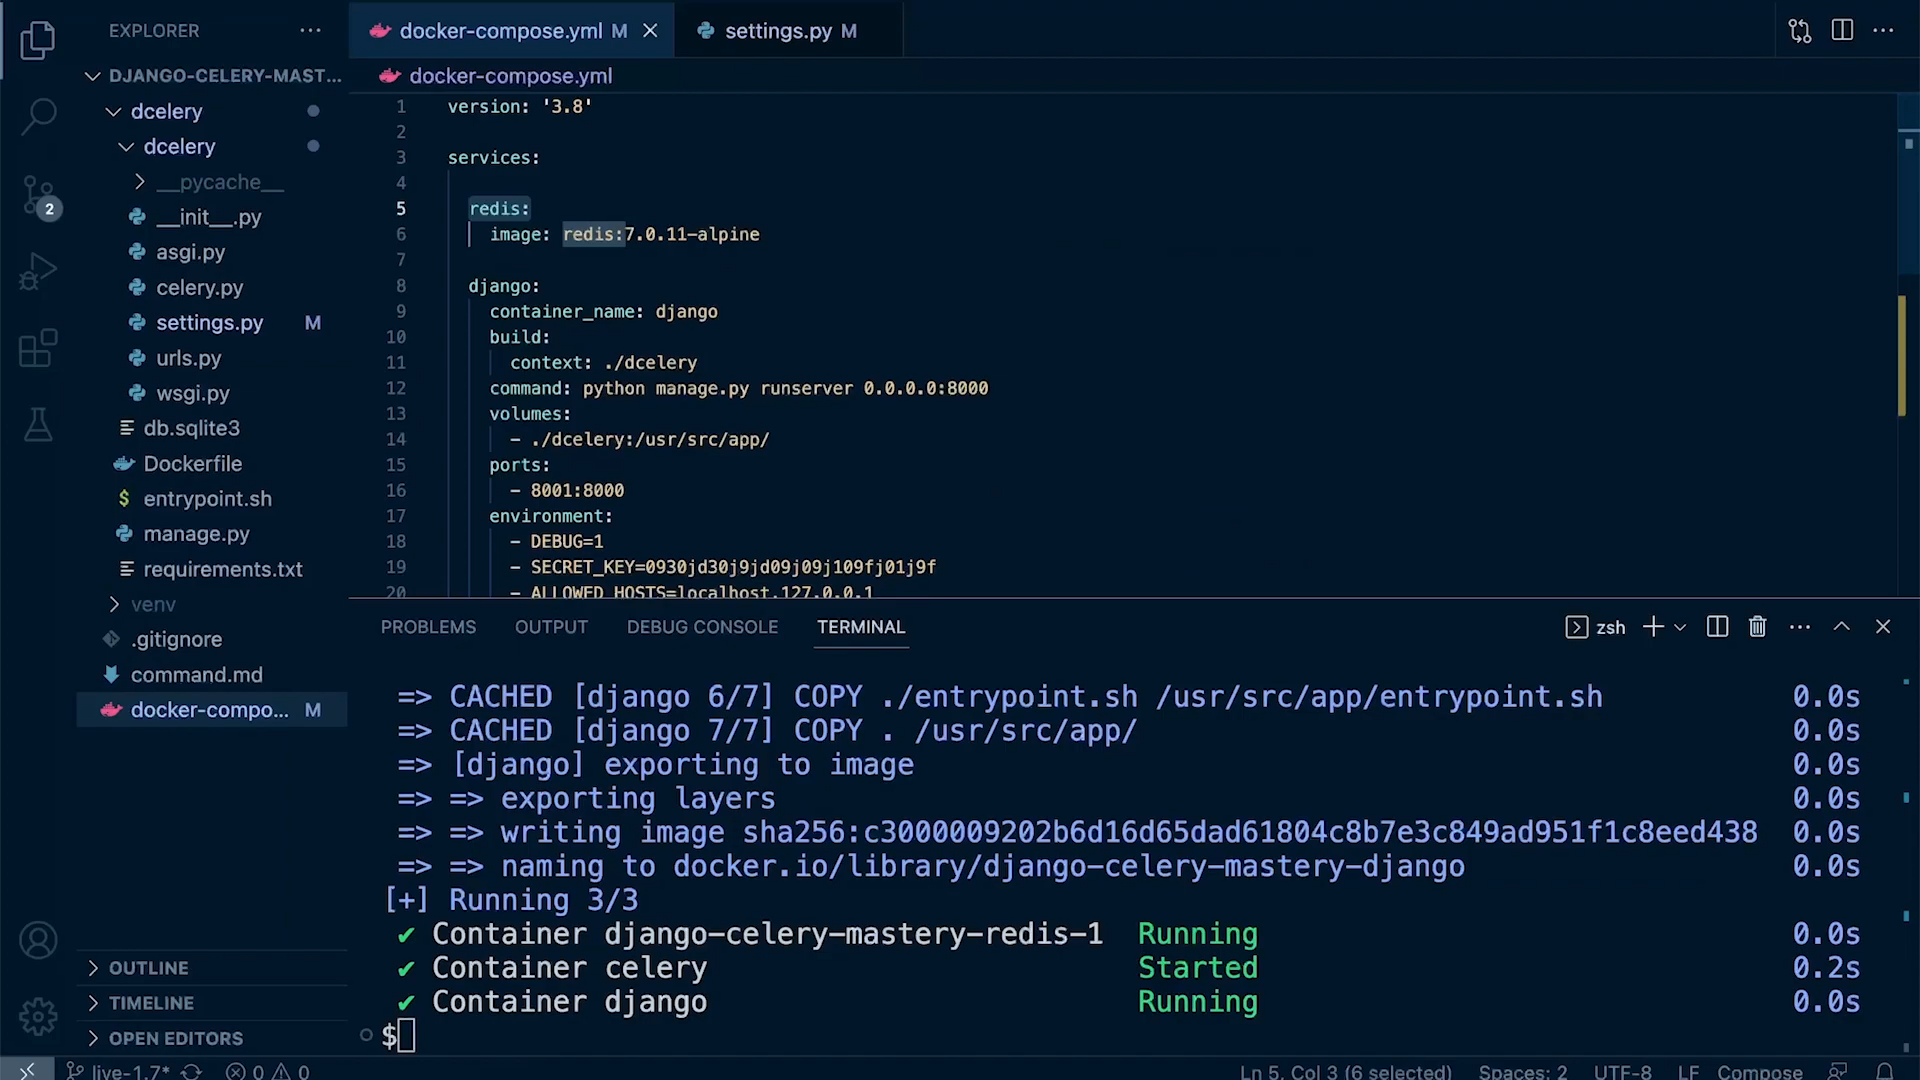 EXPLORER
DJANGO-CELERY-MAST...
dcelery
dcelery
__pycache__
__init__.py
asgi.py
celery.py
settings.py M
urls.py
wsgi.py
db.sqlite3
Dockerfile
entrypoint.sh
manage.py
requirements.txt
venv
.gitignore
command.md
docker-compo... M
OUTLINE
TIMELINE
OPEN EDITORS
2
docker-compose.yml M
settings.py M
docker-compose.yml
1 version: '3.8'
2
3 services:
4
5 redis:
6 image: redis:7.0.11-alpine
7
8 django:
9 container_name: django
10 build:
11 context: ./dcelery
12 command: python manage.py runserver 0.0.0.0:8000
13 volumes:
14 - ./dcelery:/usr/src/app/
15 ports:
16 - 8001:8000
17 environment:
18 - DEBUG=1
19 - SECRET_KEY=0930jd30j9jd09j09j109fj01j9f
20 - ALLOWED_HOSTS=localhost,127.0.0.1
PROBLEMS OUTPUT DEBUG CONSOLE TERMINAL zsh
=> CACHED [django 6/7] COPY ./entrypoint.sh /usr/src/app/entrypoint.sh 0.0s
=> CACHED [django 7/7] COPY . /usr/src/app/ 0.0s
=> [django] exporting to image 0.0s
=> => exporting layers 0.0s
=> => writing image sha256:c3000009202b6d16d65dad61804c8b7e3c849ad951f1c8eed438 0.0s
=> => naming to docker.io/library/django-celery-mastery-django 0.0s
[+] Running 3/3
✔ Container django-celery-mastery-redis-1 Running 0.0s
✔ Container celery Started 0.2s
✔ Container django Running 0.0s
$
live-1.7* 0 0 Ln 5, Col 3 (6 selected) Spaces: 2 UTF-8 LF Compose